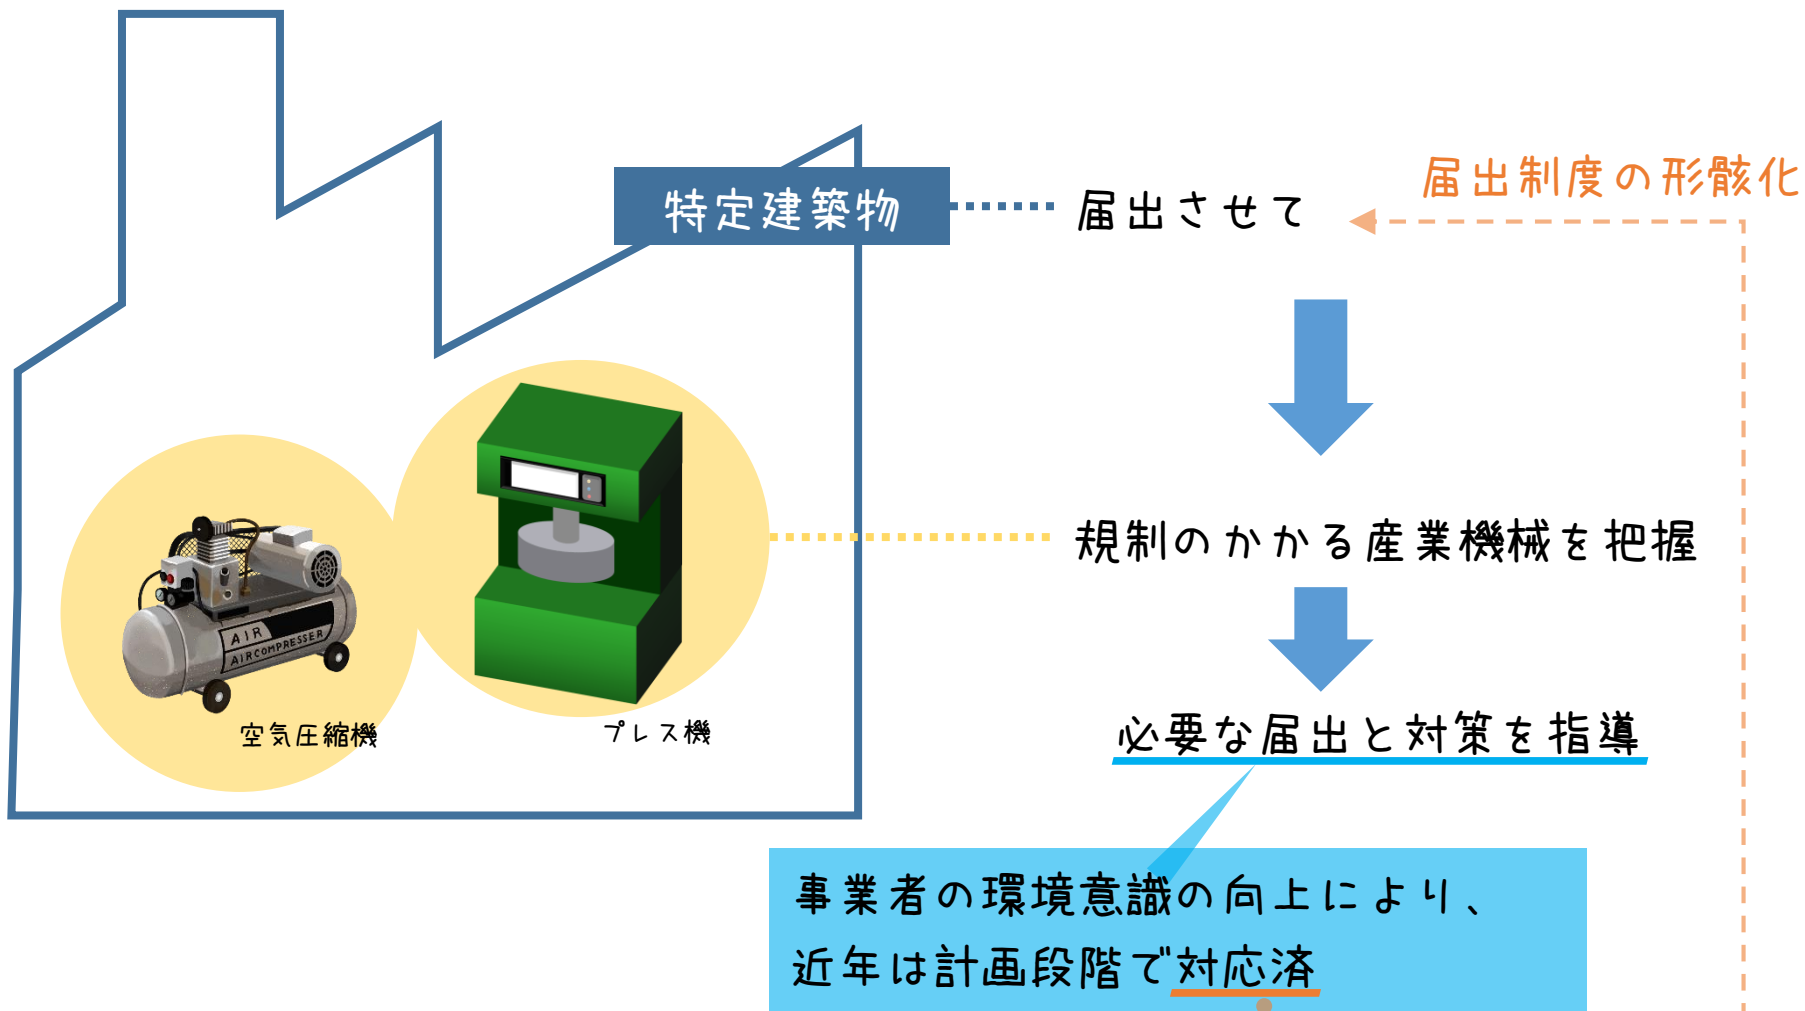 特定建築物
届出させて
届出制度の形骸化
規制のかかる産業機械を把握
AIR
AIRCOMPRESSER
空気圧縮機
プレス機
必要な届出と対策を指導
事業者の環境意識の向上により、
近年は計画段階で対応済